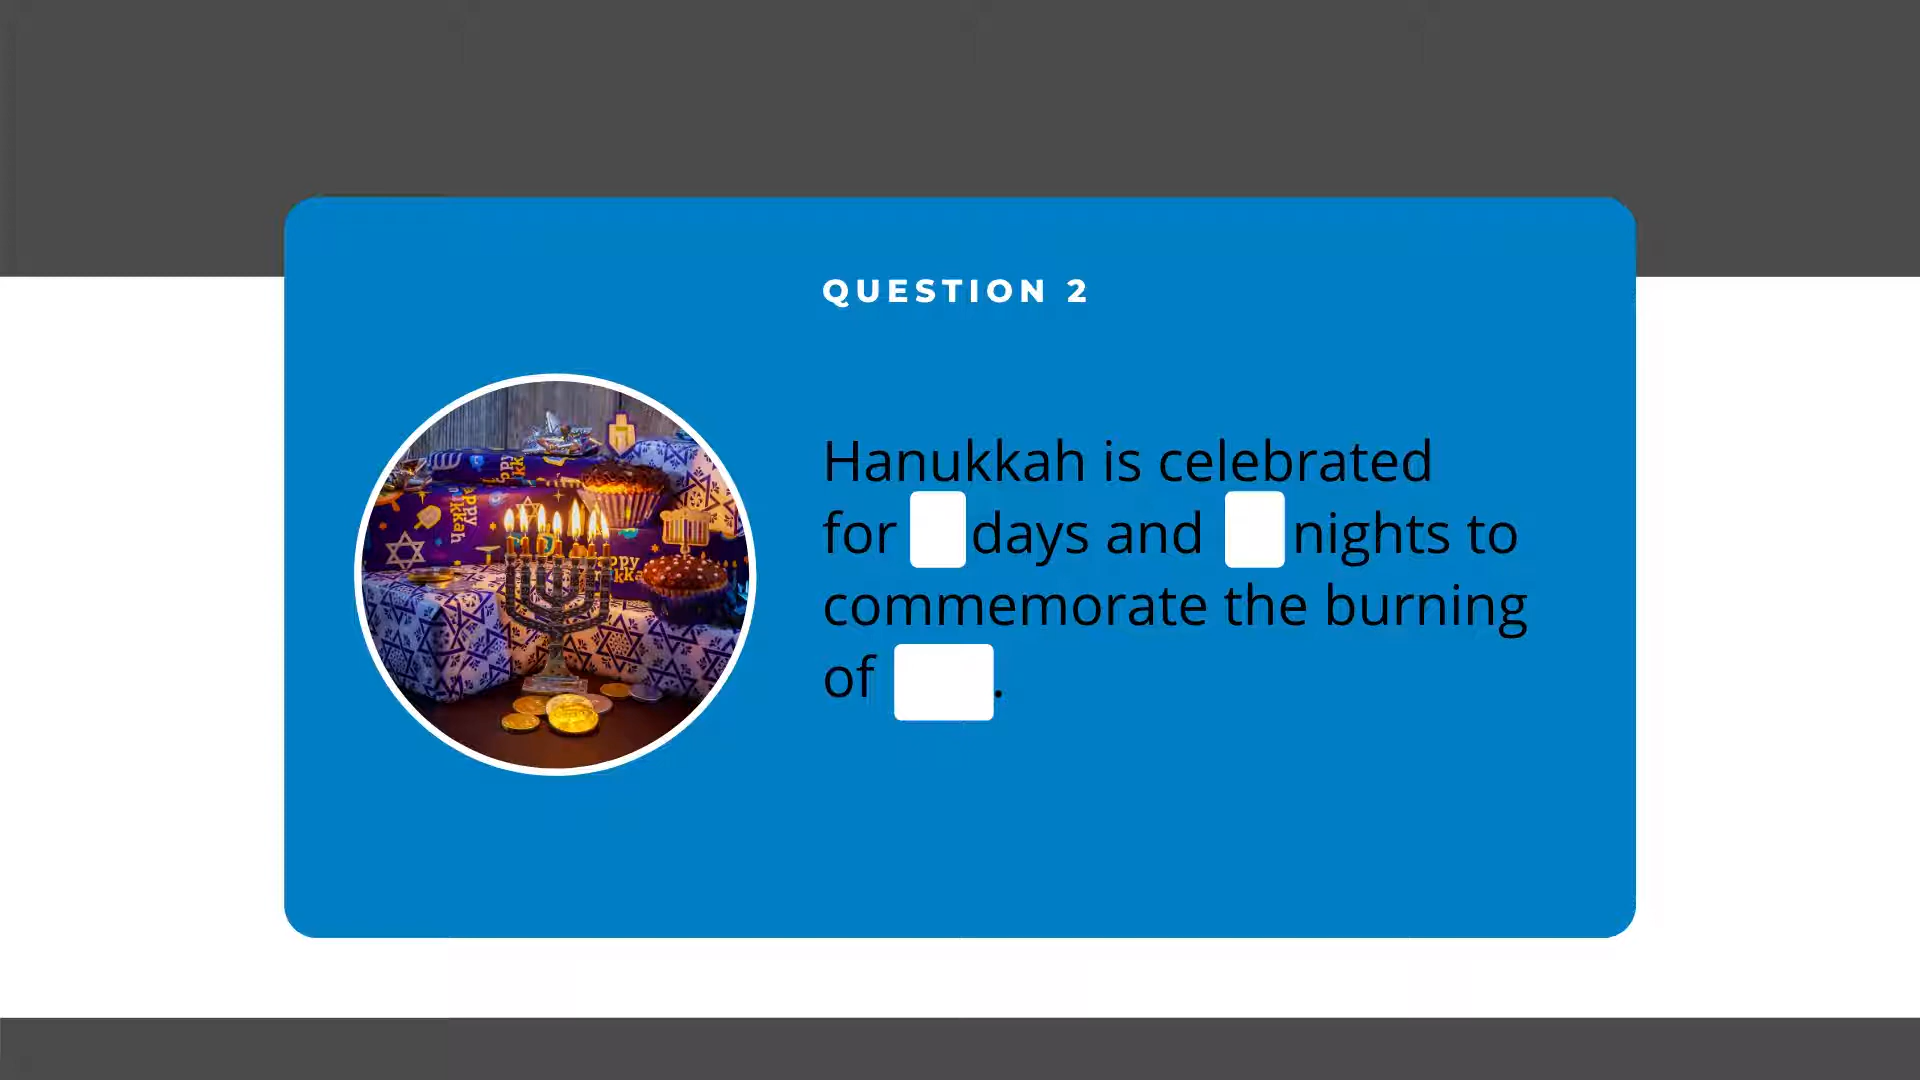 QUESTION 2
Hanukkah is celebrated
for days and nights to
commemorate the burning
of .